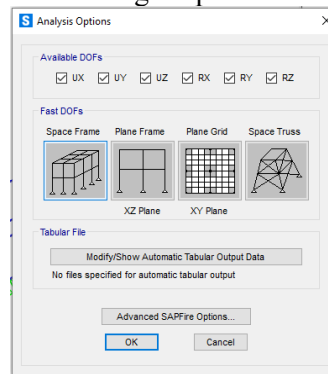 S Analysis Options
Available DOFs
UX UY UZ RX RY RZ
Fast DOFs
Space Frame Plane Frame Plane Grid Space Truss
XZ Plane XY Plane
Tabular File
Modify/Show Automatic Tabular Output Data
No files specified for automatic tabular output
Advanced SAPFire Options...
OK Cancel